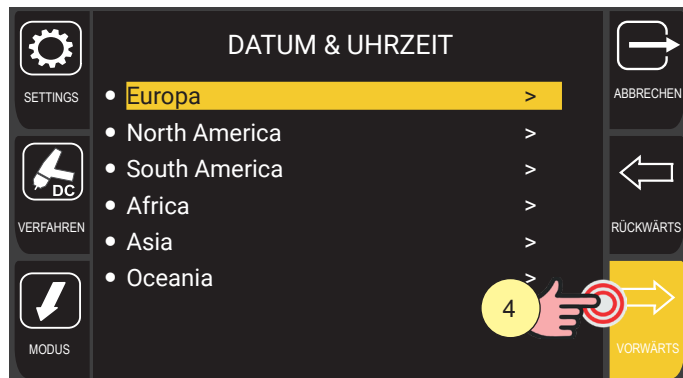 DATUM & UHRZEIT
SETTINGS
DC
VERFAHREN
MODUS
• Europa >
• North America >
• South America >
• Africa >
• Asia >
• Oceania >
4
ABBRECHEN
RÜCKWÄRTS
VORWÄRTS